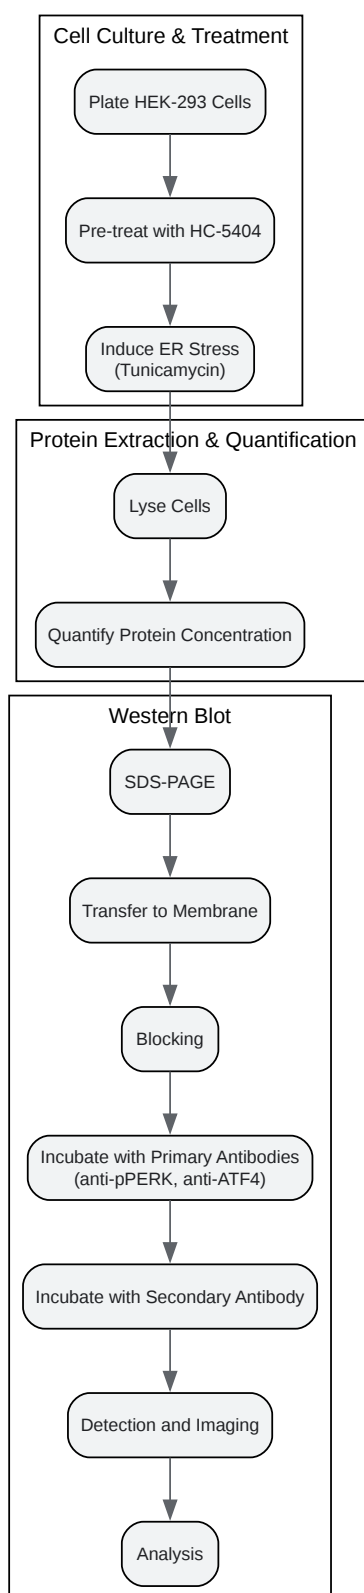 Cell Culture & Treatment
Plate HEK-293 Cells
Pre-treat with HC-5404
Induce ER Stress
(Tunicamycin)
Protein Extraction & Quantification
Lyse Cells
Quantify Protein Concentration
Western Blot
SDS-PAGE
Transfer to Membrane
Blocking
Incubate with Primary Antibodies
(anti-pPERK, anti-ATF4)
Incubate with Secondary Antibody
Detection and Imaging
Analysis